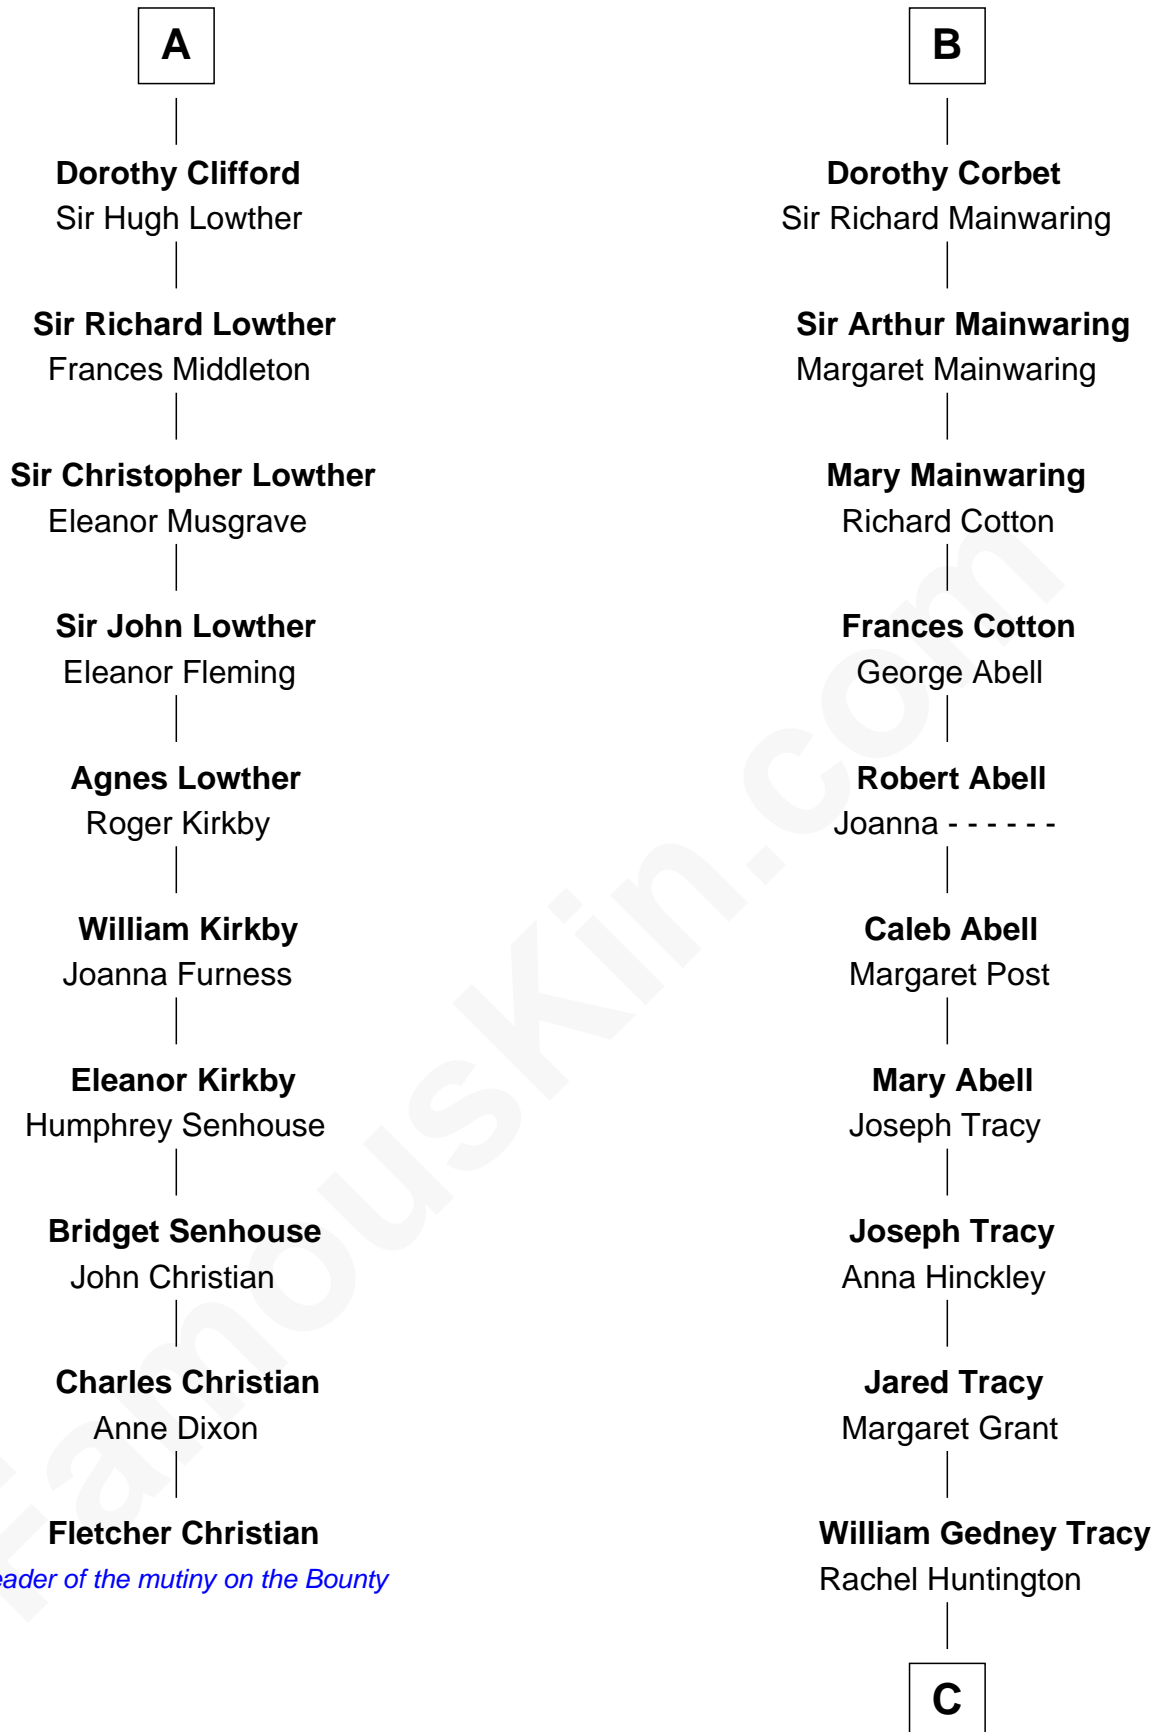 A
Dorothy Clifford
Sir Hugh Lowther
Sir Richard Lowther
Frances Middleton
Sir Christopher Lowther
Eleanor Musgrave
Sir John Lowther
Eleanor Fleming
Agnes Lowther
Roger Kirkby
William Kirkby
Joanna Furness
Eleanor Kirkby
Humphrey Senhouse
Bridget Senhouse
John Christian
Charles Christian
Anne Dixon
Fletcher Christian
eader of the mutiny on the Bounty
B
Dorothy Corbet
Sir Richard Mainwaring
Sir Arthur Mainwaring
Margaret Mainwaring
Mary Mainwaring
Richard Cotton
Frances Cotton
George Abell
Robert Abell
Joanna - - - - - -
Caleb Abell
Margaret Post
Mary Abell
Joseph Tracy
Joseph Tracy
Anna Hinckley
Jared Tracy
Margaret Grant
William Gedney Tracy
Rachel Huntington
C
FamousKin.com